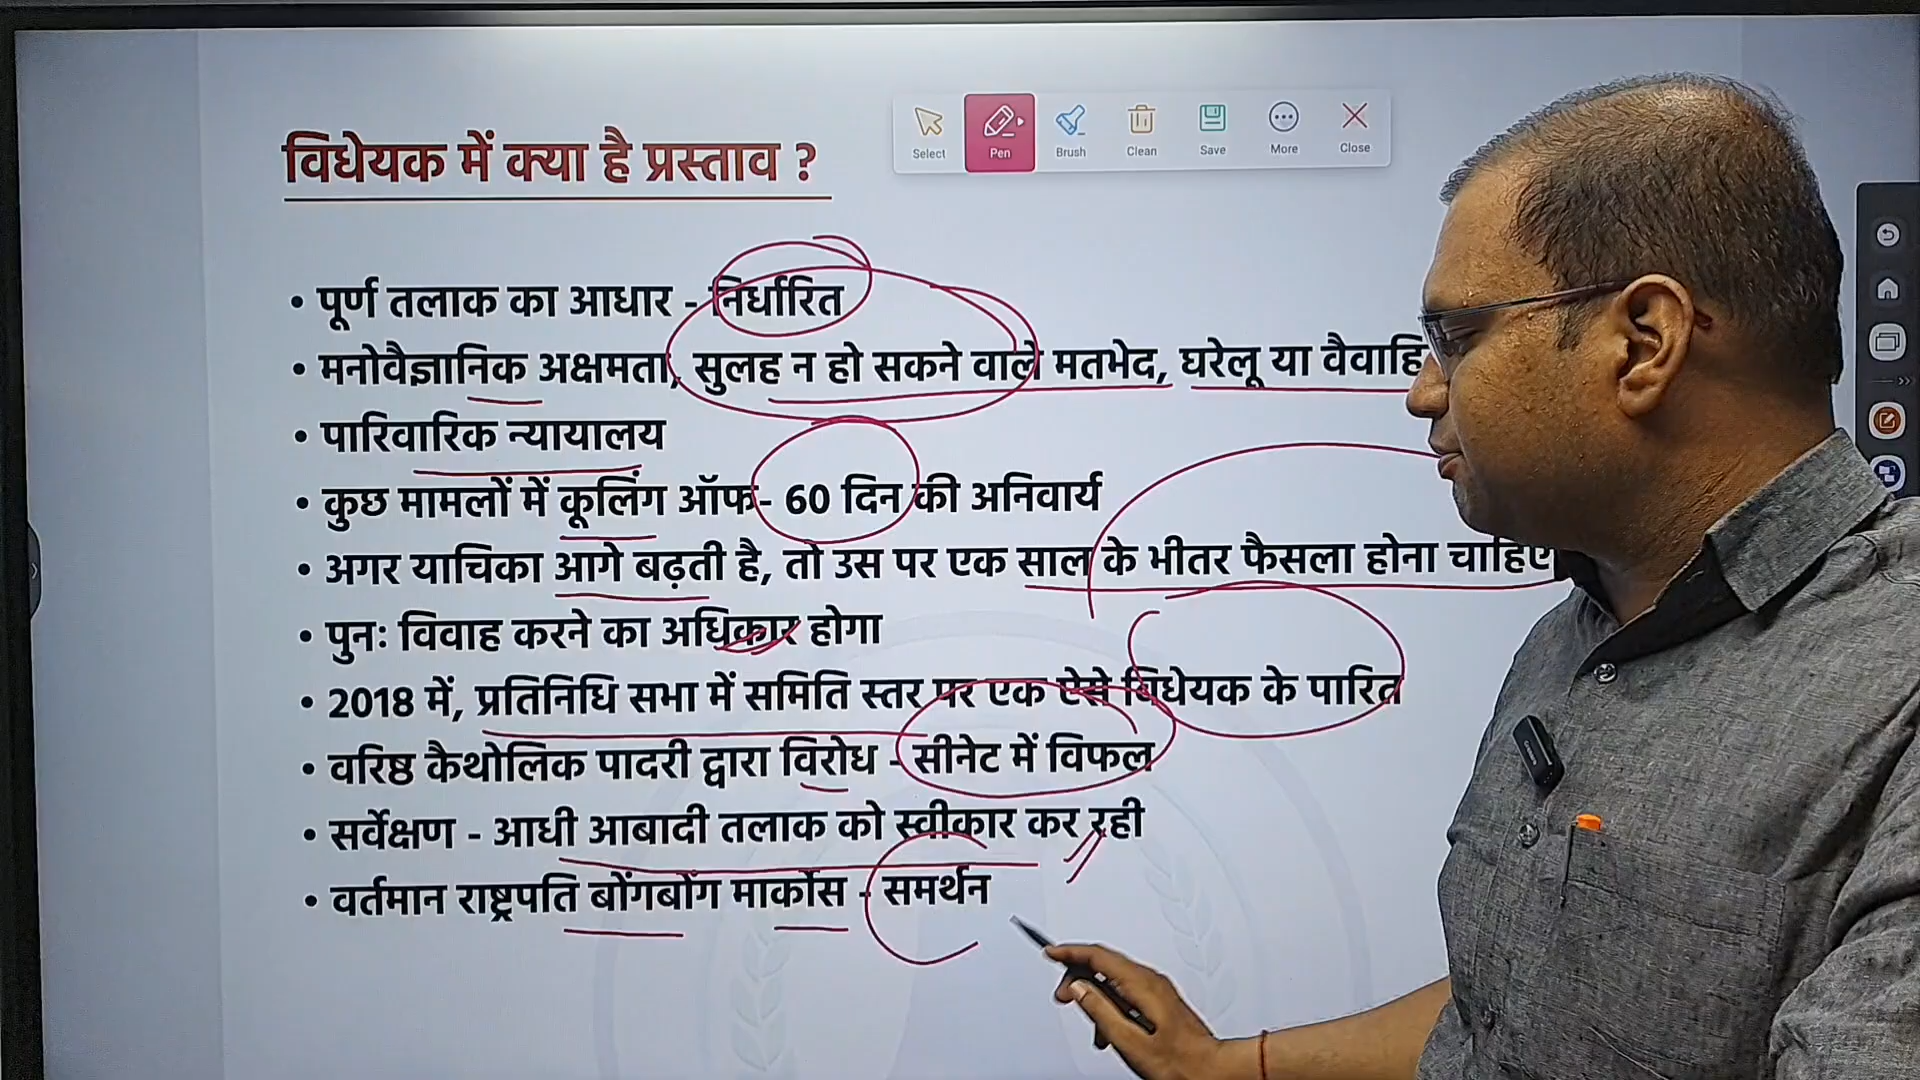 Select Pen Brush Clean Save More Close
विधेयक में क्या है प्रस्ताव ?
• पूर्ण तलाक का आधार - निर्धारित
• मनोवैज्ञानिक अक्षमता, सुलह न हो सकने वाले मतभेद, घरेलू या
• पारिवारिक न्यायालय
• कुछ मामलों में कूलिंग ऑफ- 60 दिन की अनिवार्य
• अगर याचिका आगे बढ़ती है, तो उस पर एक साल के भीतर फैसला होना चाहिए
• पुनः विवाह करने का अधिकार होगा
• 2018 में, प्रतिनिधि सभा में समिति स्तर पर एक ऐसे विधेयक के पारित
• वरिष्ठ कैथोलिक पादरी द्वारा विरोध - सीनेट में विफल
• सर्वेक्षण - आधी आबादी तलाक को स्वीकार कर रही
• वर्तमान राष्ट्रपति बोंगबोंग मार्कोस - समर्थन